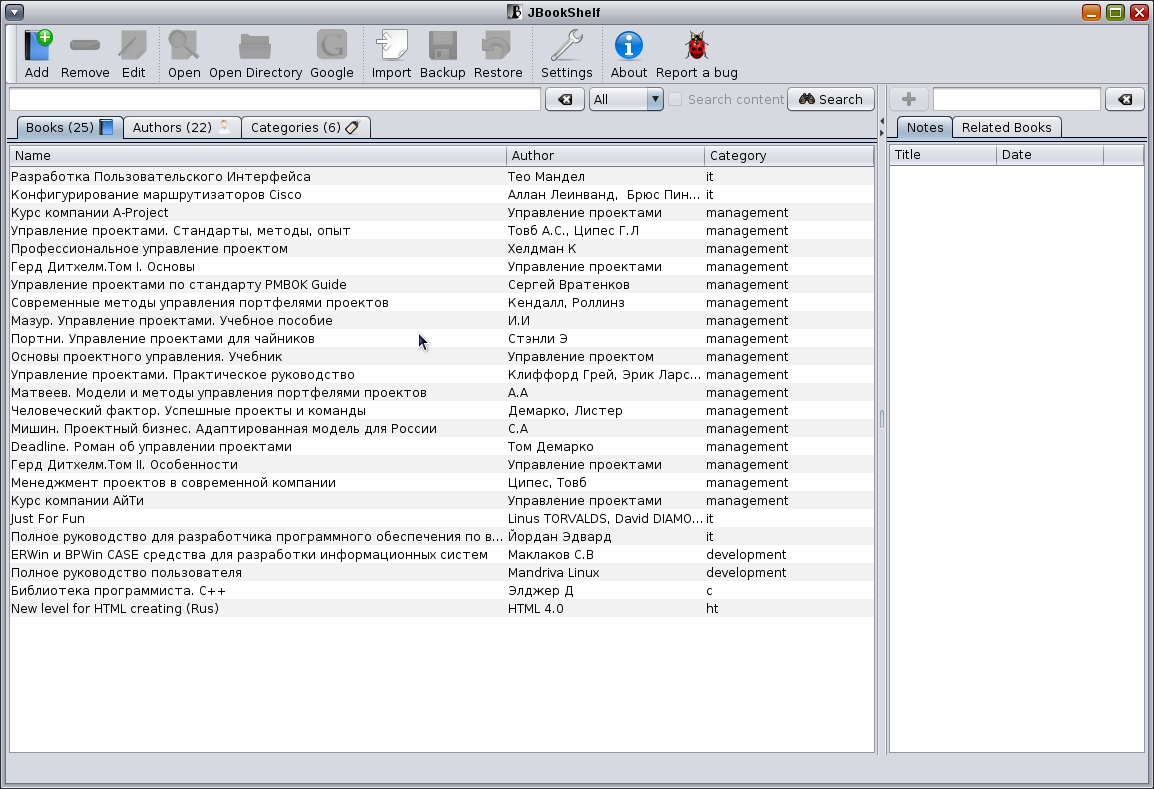 JBookShelf
Add Remove Edit Open Open Directory Google Import Backup Restore Settings About Report a bug
All Search content Search
Books (25) Authors (22) Categories (6) Notes Related Books
Name Author Category Title Date
Разработка Пользовательского Интерфейса Тео Мандел it
Конфигурирование маршрутизаторов Cisco Аллан Леинванд, Брюс Пин... it
Курс компании A-Project Управление проектами management
Управление проектами. Стандарты, методы, опыт Товб А.С., Ципес Г.Л management
Профессиональное управление проектом Хелдман К management
Герд Дитхелм.Том I. Основы Управление проектами management
Управление проектами по стандарту PMBOK Guide Сергей Вратенков management
Современные методы управления портфелями проектов Кендалл, Роллинз management
Мазур. Управление проектами. Учебное пособие И.И management
Портни. Управление проектами для чайников Стэнли Э management
Основы проектного управления. Учебник Управление проектом management
Управление проектами. Практическое руководство Клиффорд Грей, Эрик Ларс... management
Матвеев. Модели и методы управления портфелями проектов А.А management
Человеческий фактор. Успешные проекты и команды Демарко, Листер management
Мишин. Проектный бизнес. Адаптированная модель для России С.А management
Deadline. Роман об управлении проектами Том Демарко management
Герд Дитхелм.Том II. Особенности Управление проектами management
Менеджмент проектов в современной компании Ципес, Товб management
Курс компании АйТи Управление проектами management
Just For Fun Linus TORVALDS, David DIAMO... it
Полное руководство для разработчика программного обеспечения по в... Йордан Эдвард it
ERWin и BPWin CASE средства для разработки информационных систем Маклаков С.В development
Полное руководство пользователя Mandriva Linux development
Библиотека программиста. C++ Элджер Д c
New level for HTML creating (Rus) HTML 4.0 ht